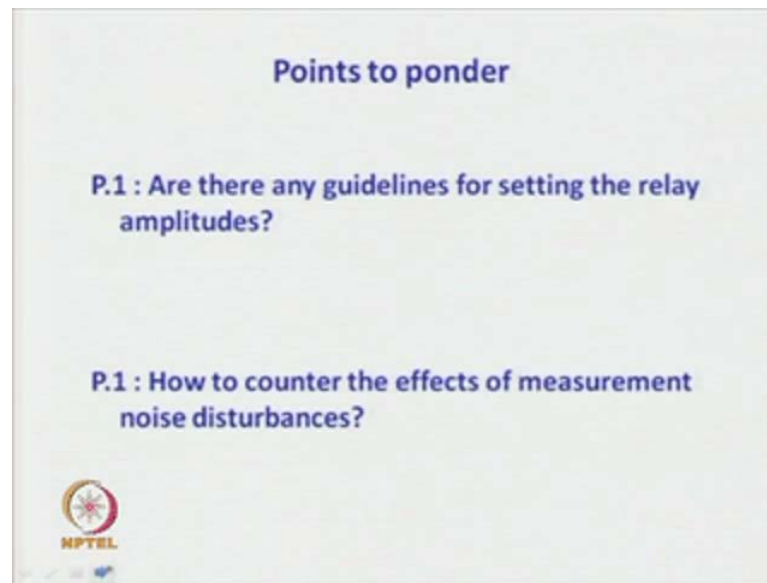 Points to ponder
P.1 : Are there any guidelines for setting the relay
amplitudes?
P.1 : How to counter the effects of measurement
noise disturbances?
NPTEL